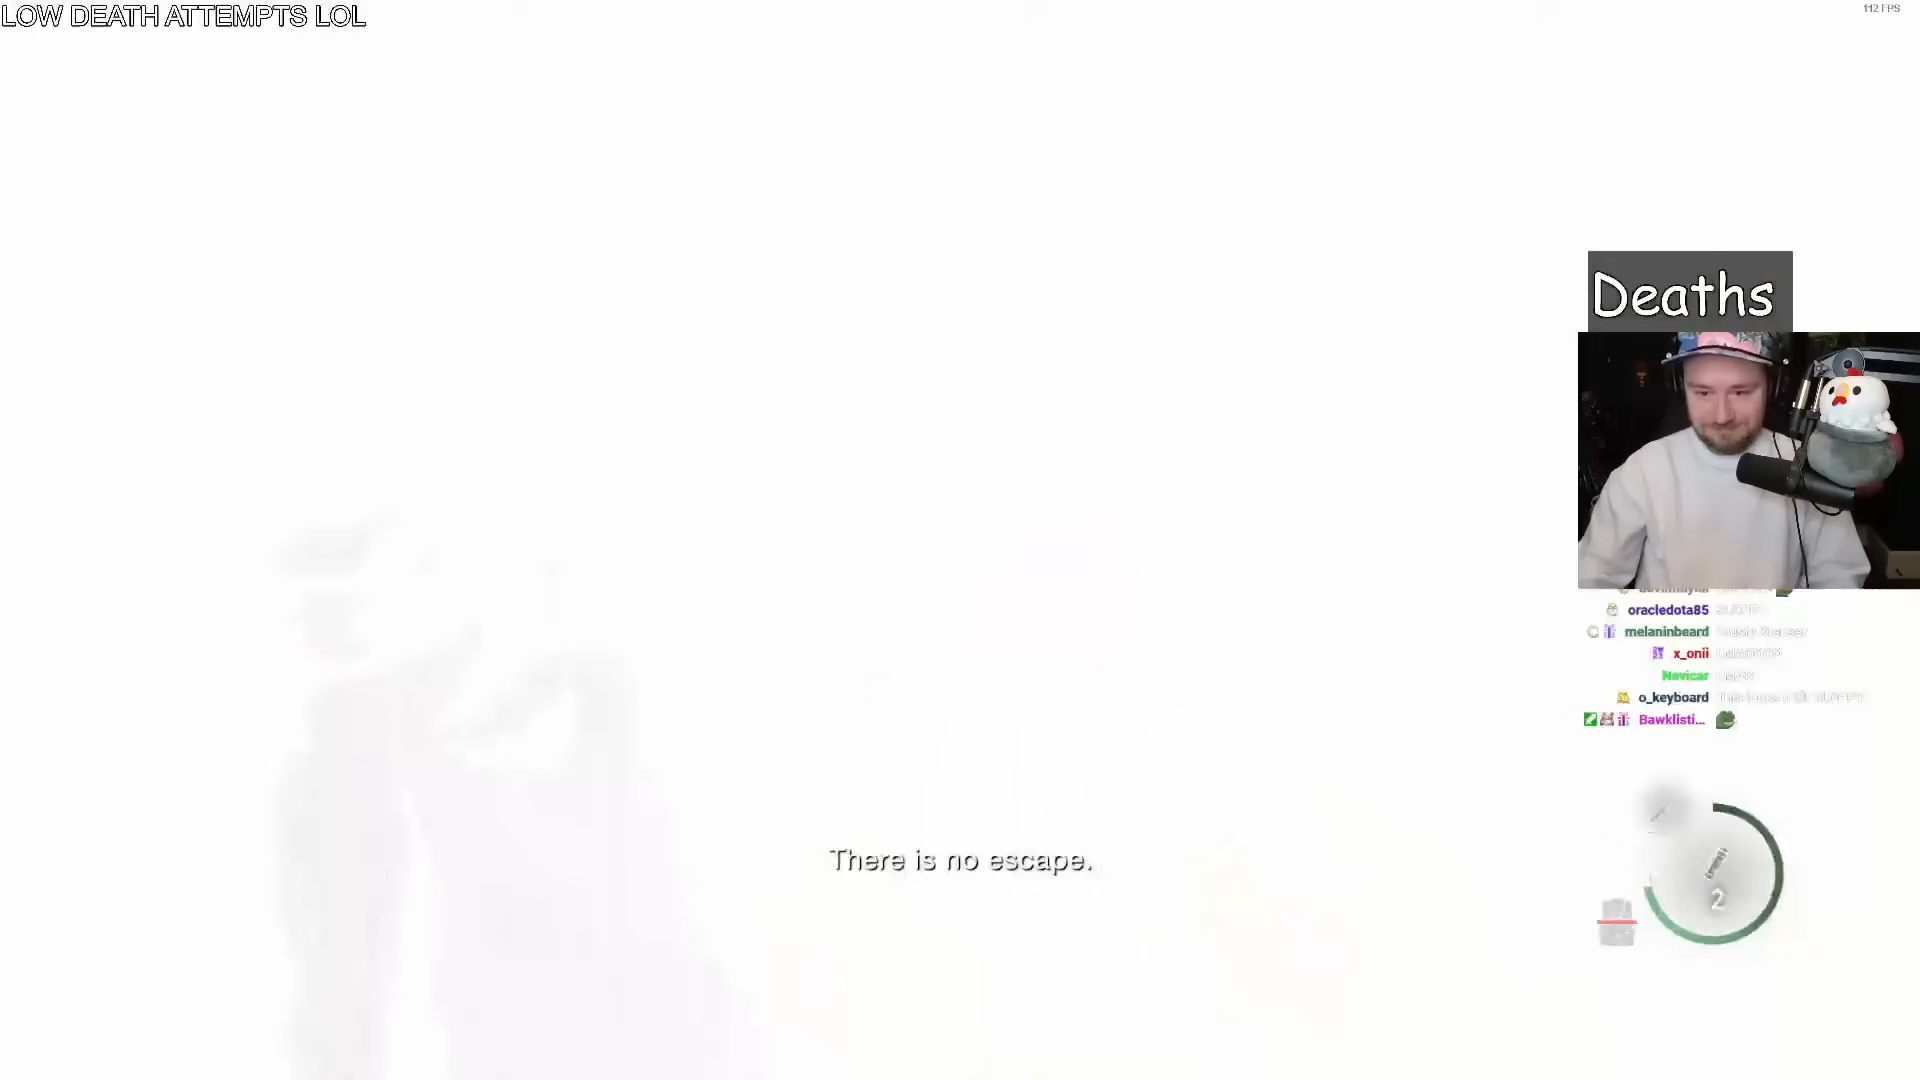 LOW DEATH ATTEMPTS LOL
112 FPS
Deaths
oracledota85
melaninbeard
x_onii
Navicar
o_keyboard
Bawklisti...
There is no escape.
2